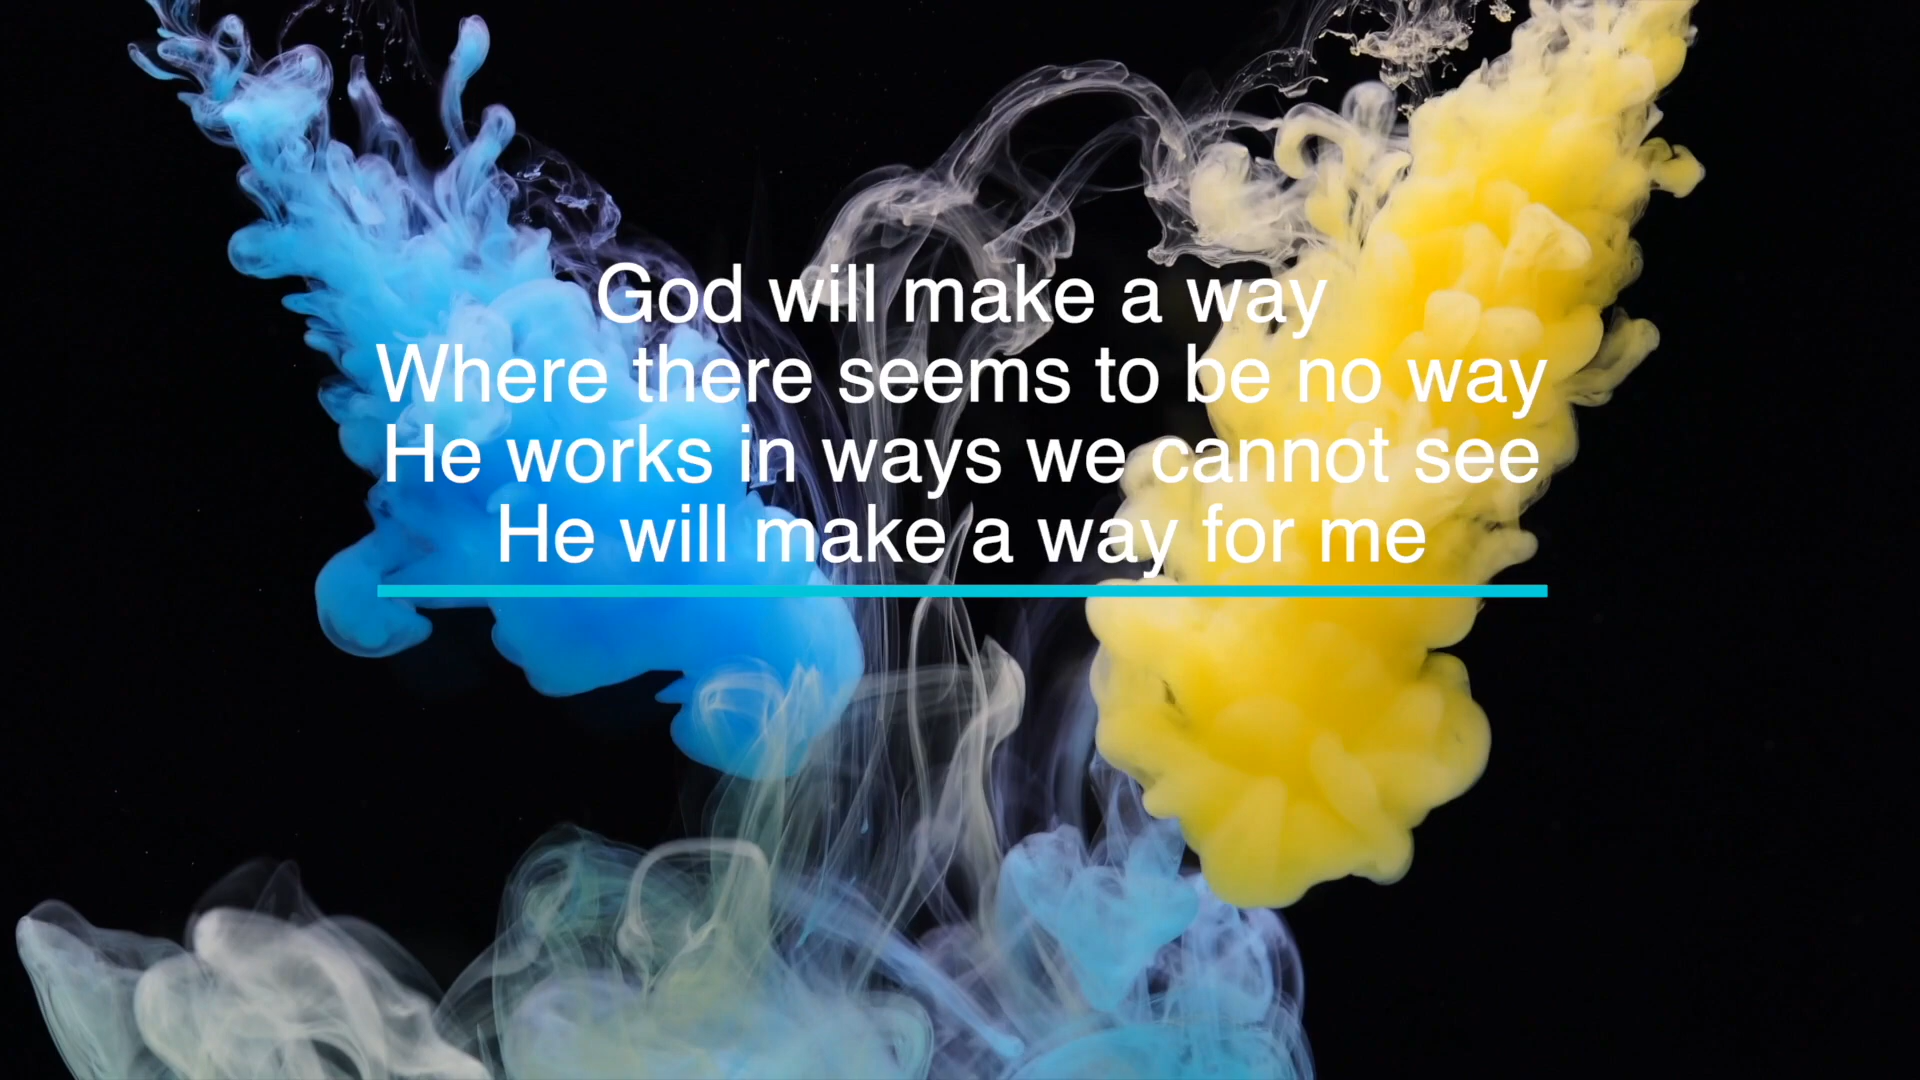 God will make a way
Where there seems to be no way
He works in ways we cannot see
He will make a way for me